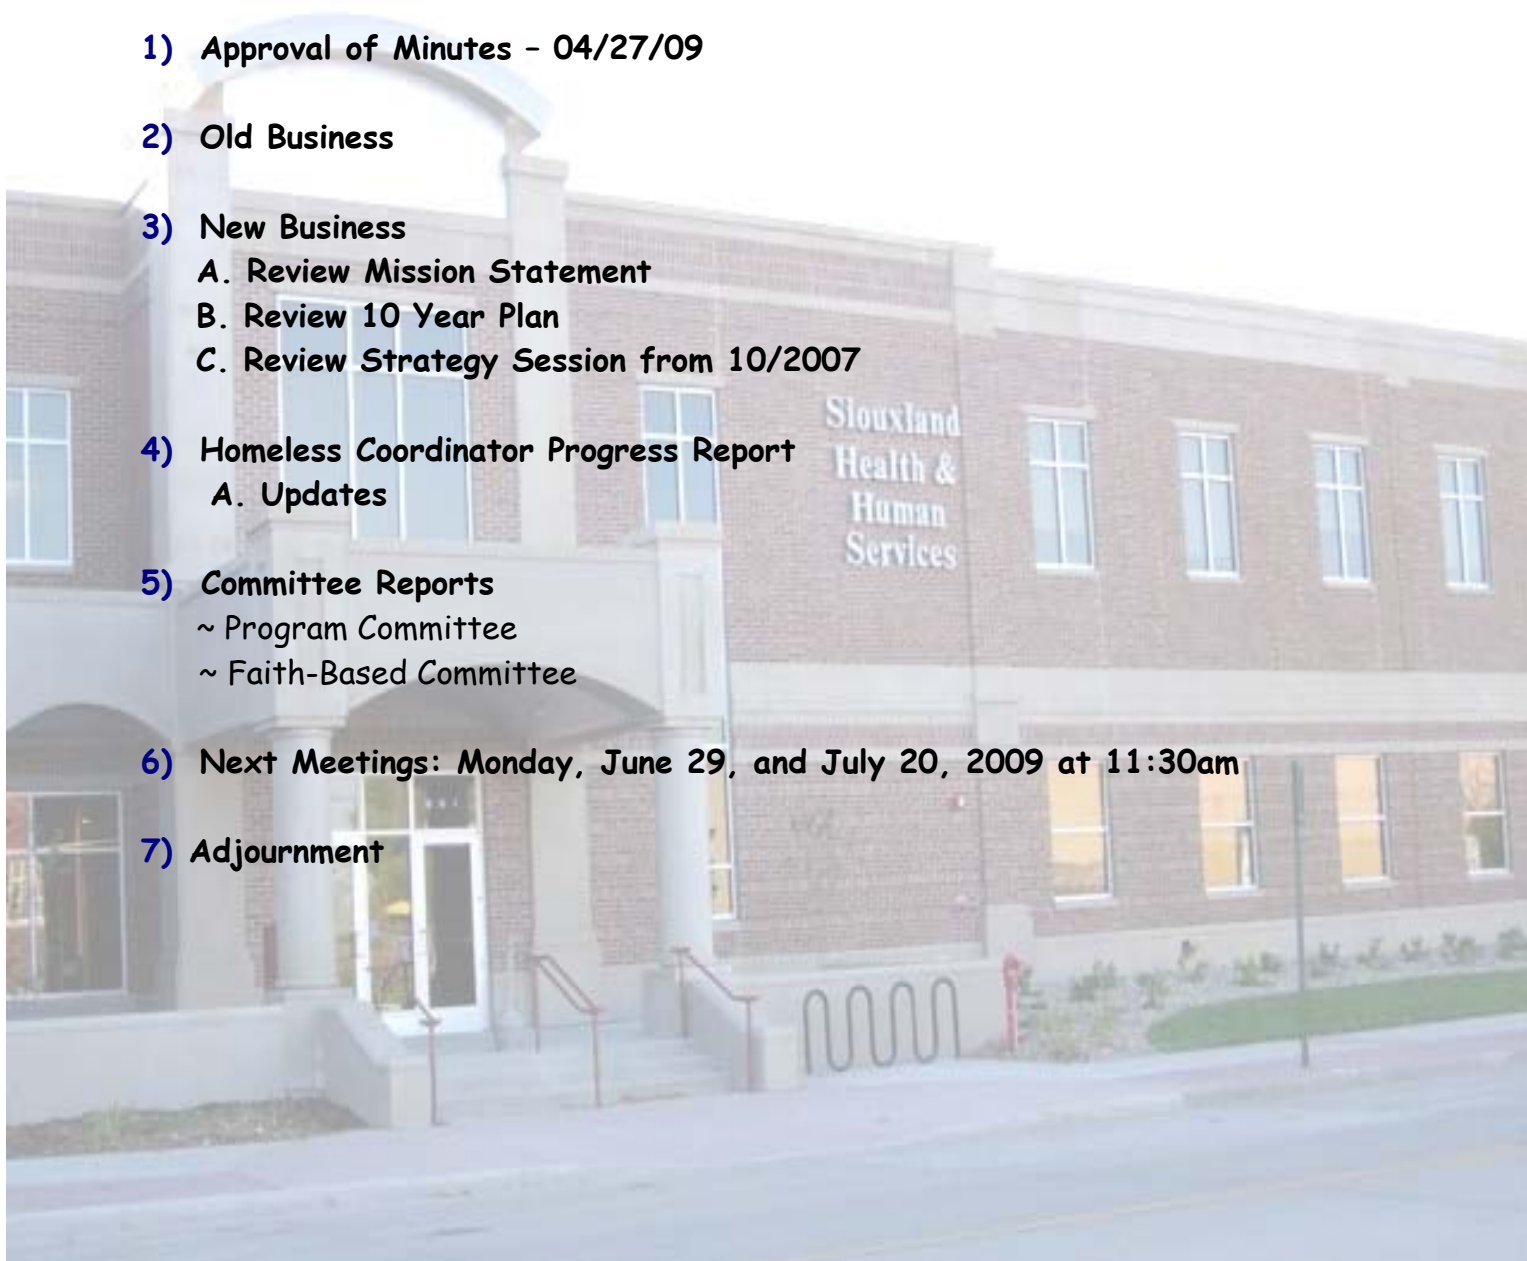 1) Approval of Minutes – 04/27/09
2) Old Business
3) New Business
A. Review Mission Statement
B. Review 10 Year Plan
C. Review Strategy Session from 10/2007
4) Homeless Coordinator Progress Report
A. Updates
5) Committee Reports
~ Program Committee
~ Faith-Based Committee
6) Next Meetings: Monday, June 29, and July 20, 2009 at 11:30am
7) Adjournment
Siouxland
Health &
Human
Services